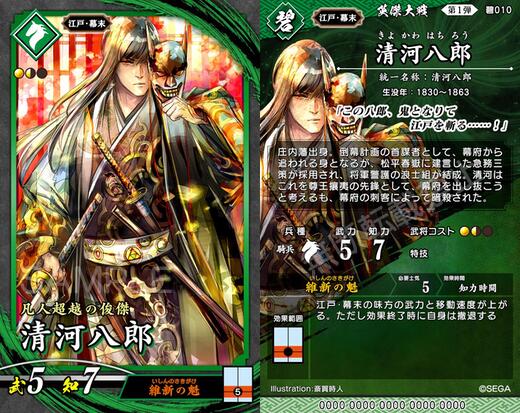 江戸・幕末
凡人超越の俊傑
清河八郎
武5 知7
いしんのさきがけ
維新の魁
5
碧
江戸・幕末
英傑大戦
第1弾
碧010
きよ かわ はち ろう
清河八郎
統一名称:清河八郎
生没年:1830~1863
「この八郎、鬼となりて
江戸を斬る……!」
庄内藩出身。倒幕計画の首謀者として、幕府から
追われる身となるが、松平春嶽に建言した急務三
策が採用され、将軍警護の浪士組が結成。清河は
これを尊王攘夷の先鋒として、幕府を出し抜こう
と考えるも、幕府の刺客によって暗殺された。
兵種 武力 知力 武将コスト
騎兵 5 7 特技
いしんのさきがけ 必要士気 効果時間
維新の魁 5 知力時間
効果範囲
江戸・幕末の味方の武力と移動速度が上が
る。ただし効果終了時に自身は撤退する
Illustration:斎賀時人
©SEGA
0000 0000 0000 0000 0000